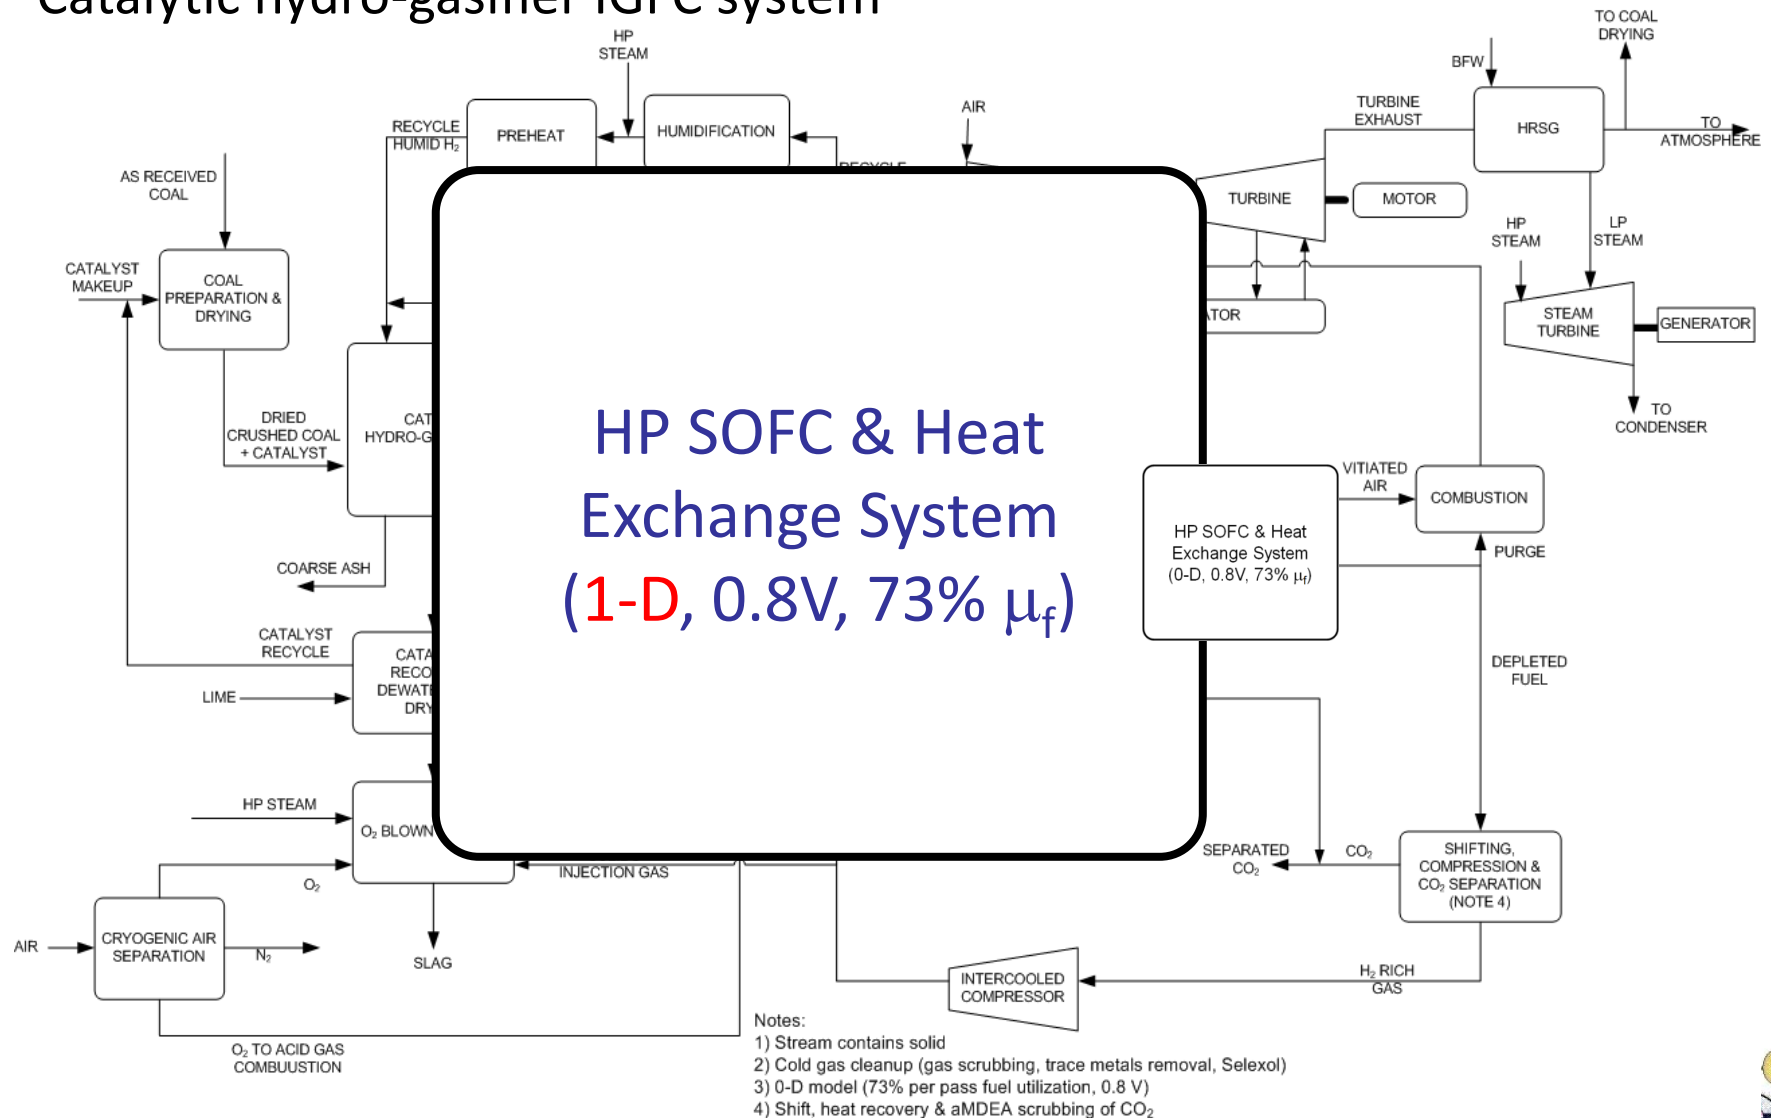 Catalytic hydro-gasifier IGFC system
HP
STEAM
TO COAL
DRYING
BFW
RECYCLE
HUMID H₂
PREHEAT
HUMIDIFICATION
AIR
TURBINE
EXHAUST
HRSG
TO
ATMOSPHERE
RECYCLE
AS RECEIVED
COAL
TURBINE
MOTOR
HP
STEAM
LP
STEAM
CATALYST
MAKEUP
COAL
PREPARATION &
DRYING
STEAM
TURBINE
GENERATOR
DRIED
CRUSHED COAL
+ CATALYST
CAT
HYDRO-G
TO
CONDENSER
HP SOFC & Heat
Exchange System
(1-D, 0.8V, 73% μf)
HP SOFC & Heat
Exchange System
(0-D, 0.8V, 73% μf)
VITIATED
AIR
COMBUSTION
PURGE
COARSE ASH
CATALYST
RECYCLE
LIME
CATA
RECO
DEWAT
DRY
DEPLETED
FUEL
HP STEAM
O₂ BLOWN
INJECTION GAS
SEPARATED
CO₂
CO₂
SHIFTING,
COMPRESSION &
CO₂ SEPARATION
(NOTE 4)
O₂
AIR
CRYOGENIC AIR
SEPARATION
N₂
SLAG
INTERCOOLED
COMPRESSOR
H₂ RICH
GAS
O₂ TO ACID GAS
COMBUUSTION
Notes:
1) Stream contains solid
2) Cold gas cleanup (gas scrubbing, trace metals removal, Selexol)
3) 0-D model (73% per pass fuel utilization, 0.8 V)
4) Shift, heat recovery & aMDEA scrubbing of CO₂